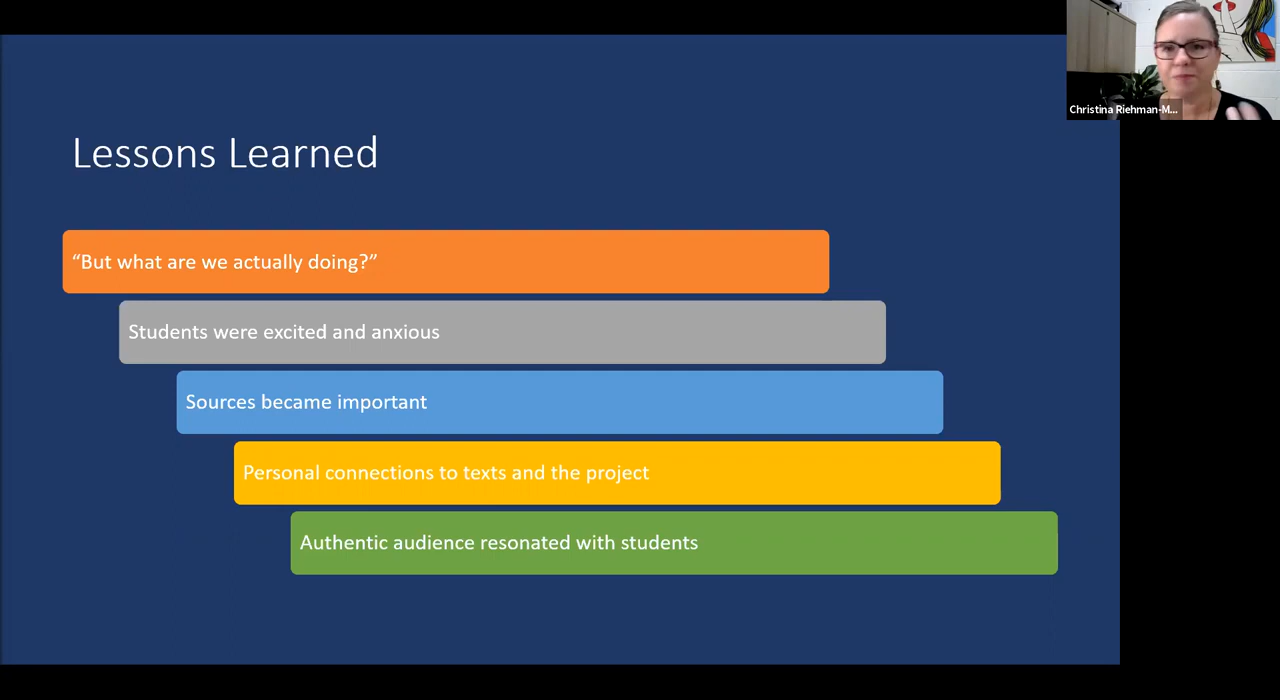 Christina Riehman-M...
Lessons Learned
“But what are we actually doing?”
Students were excited and anxious
Sources became important
Personal connections to texts and the project
Authentic audience resonated with students